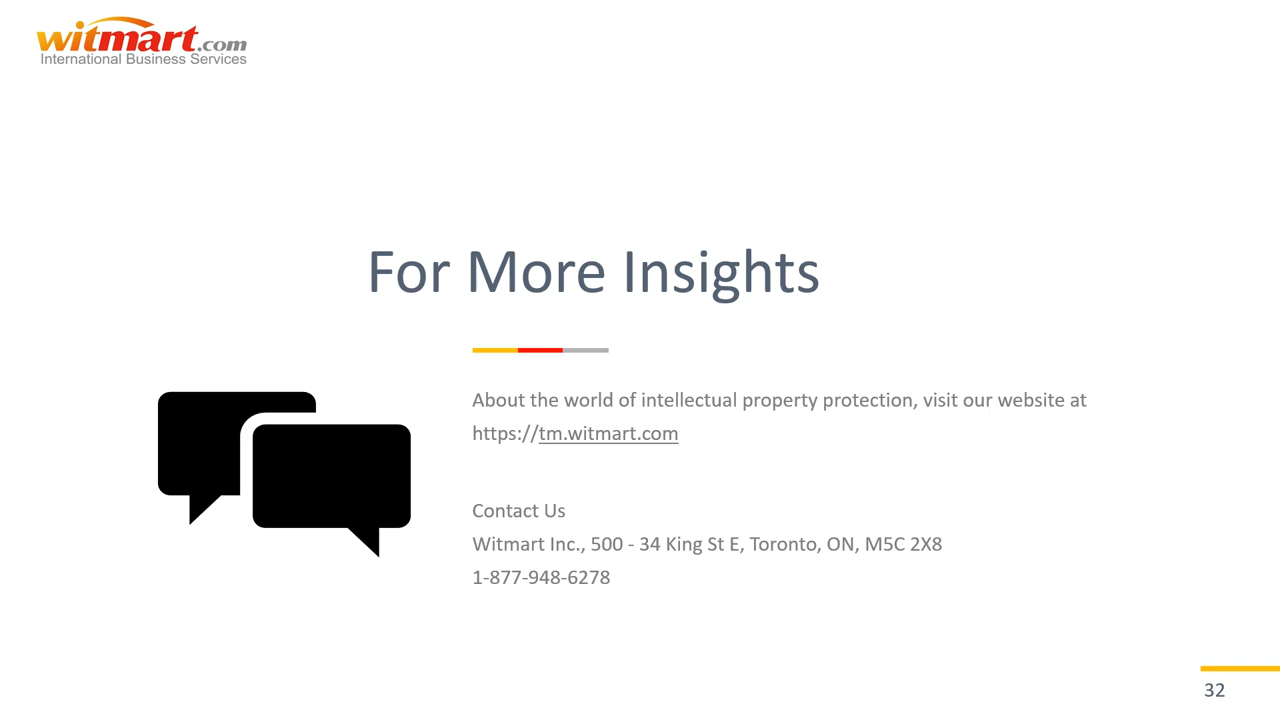 witmart.com
International Business Services
For More Insights
About the world of intellectual property protection, visit our website at
https://tm.witmart.com
Contact Us
Witmart Inc., 500 - 34 King St E, Toronto, ON, M5C 2X8
1-877-948-6278
32